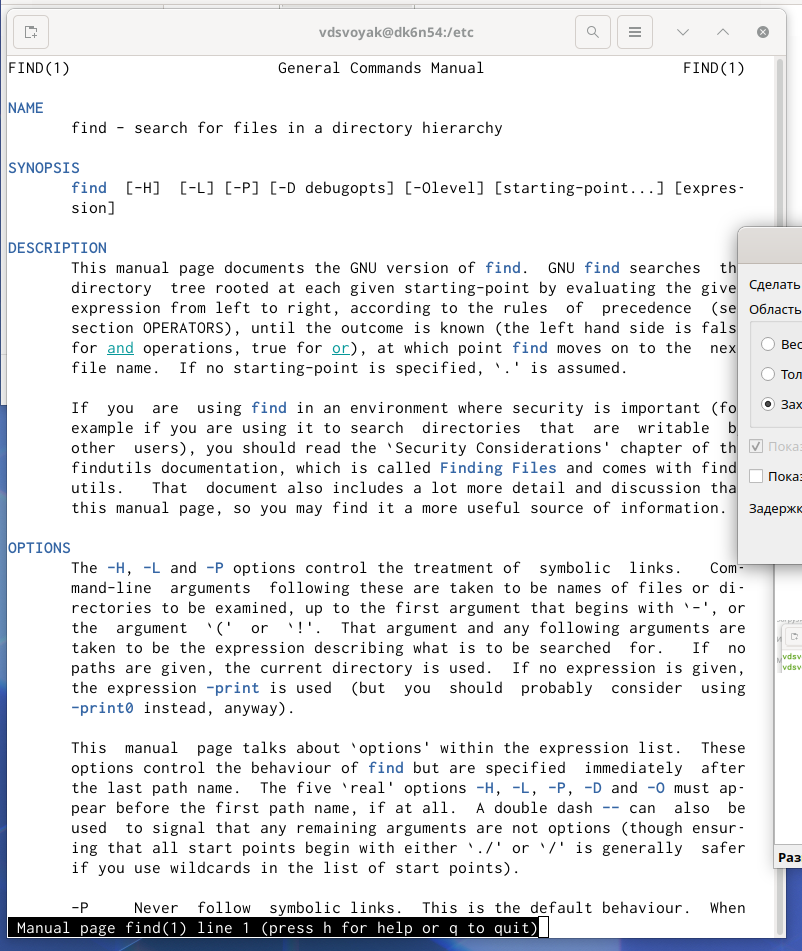 vdsvoyak@dk6n54:/etc
FIND(1) General Commands Manual FIND(1)
NAME
find - search for files in a directory hierarchy
SYNOPSIS
find [-H] [-L] [-P] [-D debugopts] [-Olevel] [starting-point...] [expres-
sion]
DESCRIPTION
This manual page documents the GNU version of find. GNU find searches th
directory tree rooted at each given starting-point by evaluating the give
expression from left to right, according to the rules of precedence (se
section OPERATORS), until the outcome is known (the left hand side is fals
for and operations, true for or), at which point find moves on to the nex
file name. If no starting-point is specified, `.' is assumed.
If you are using find in an environment where security is important (fo
example if you are using it to search directories that are writable b
other users), you should read the `Security Considerations' chapter of th
findutils documentation, which is called Finding Files and comes with find
utils. That document also includes a lot more detail and discussion tha
this manual page, so you may find it a more useful source of information.
OPTIONS
The -H, -L and -P options control the treatment of symbolic links. Com-
mand-line arguments following these are taken to be names of files or di-
rectories to be examined, up to the first argument that begins with `-', or
the argument `(' or `!'. That argument and any following arguments are
taken to be the expression describing what is to be searched for. If no
paths are given, the current directory is used. If no expression is given,
the expression -print is used (but you should probably consider using
-print0 instead, anyway).
This manual page talks about `options' within the expression list. These
options control the behaviour of find but are specified immediately after
the last path name. The five `real' options -H, -L, -P, -D and -O must ap-
pear before the first path name, if at all. A double dash -- can also be
used to signal that any remaining arguments are not options (though ensur-
ing that all start points begin with either `./' or `/' is generally safer
if you use wildcards in the list of start points).
-P Never follow symbolic links. This is the default behaviour. When
Manual page find(1) line 1 (press h for help or q to quit)
Сделать
Область
Вес
Тол
Зах
Показ
Показ
Задержк
vdsv
vdsv
Раз